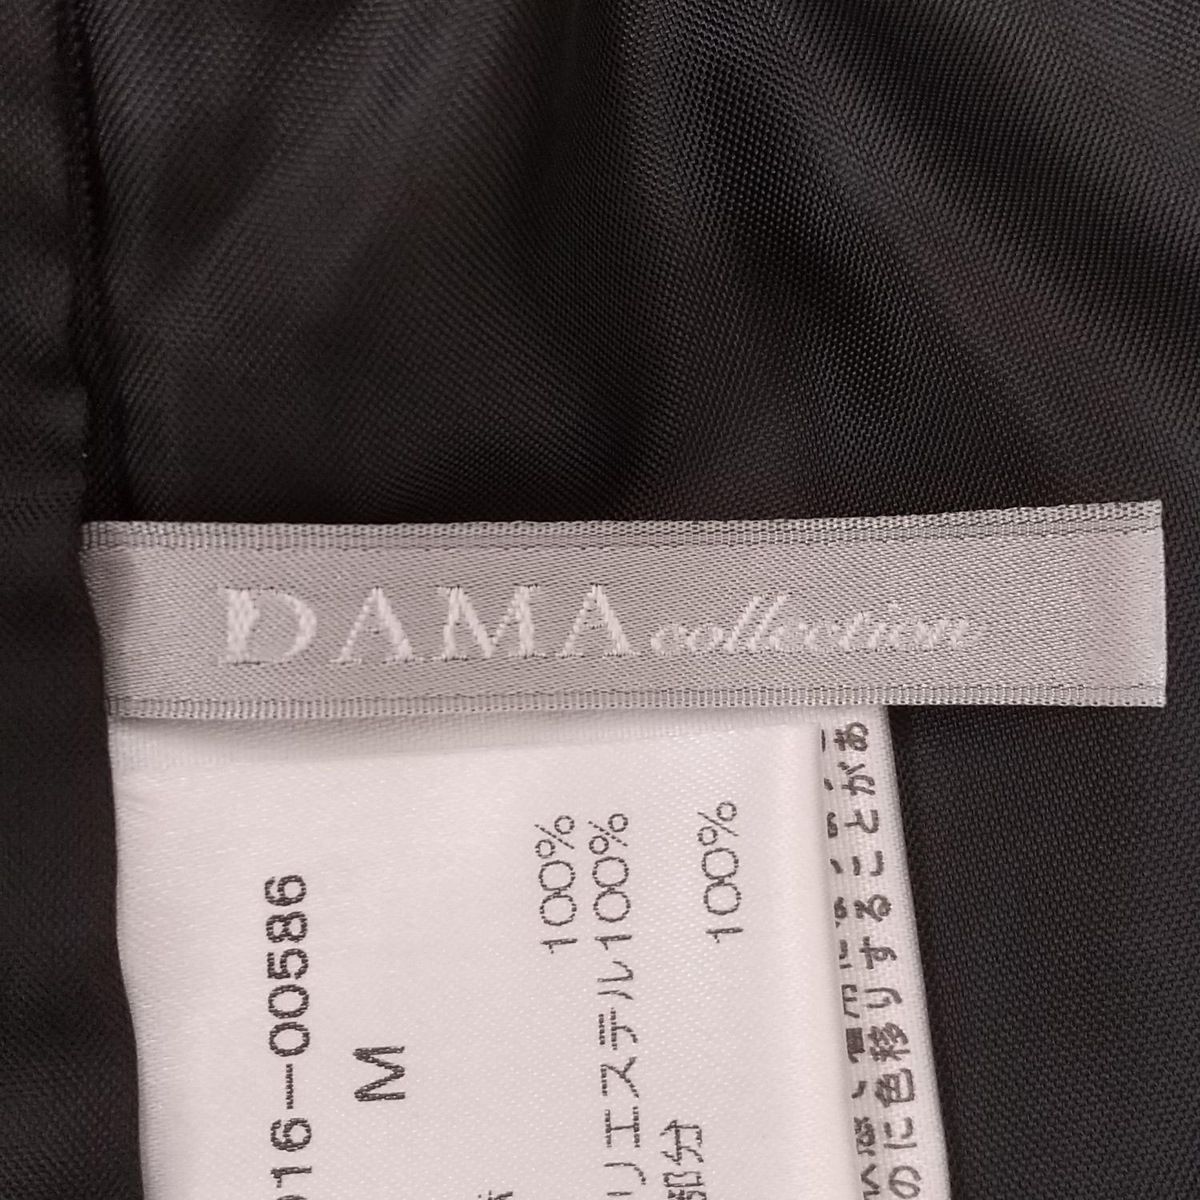 DAMA collection
16-00586
M
100%
リエステル100%
部分
100%
のに色移りすることがあ